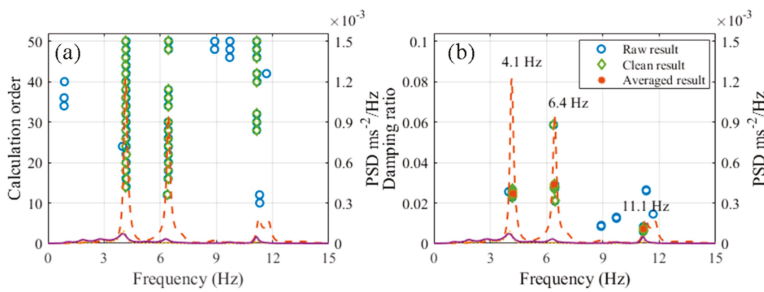 ×10⁻³ ×10⁻³
50 (a) 1.5 0.1 (b) Raw result 1.5
Clean result
Averaged result
4.1 Hz
40 1.2 0.08 1.2
6.4 Hz
30 0.9 0.06 0.9
20 0.6 0.04 0.6
10 0.3 0.02 11.1 Hz 0.3
0 0 0 0
0 3 6 9 12 15 0 3 6 9 12 15
Frequency (Hz) Frequency (Hz)
Calculation order
PSD ms⁻²/Hz
Damping ratio
PSD ms⁻²/Hz